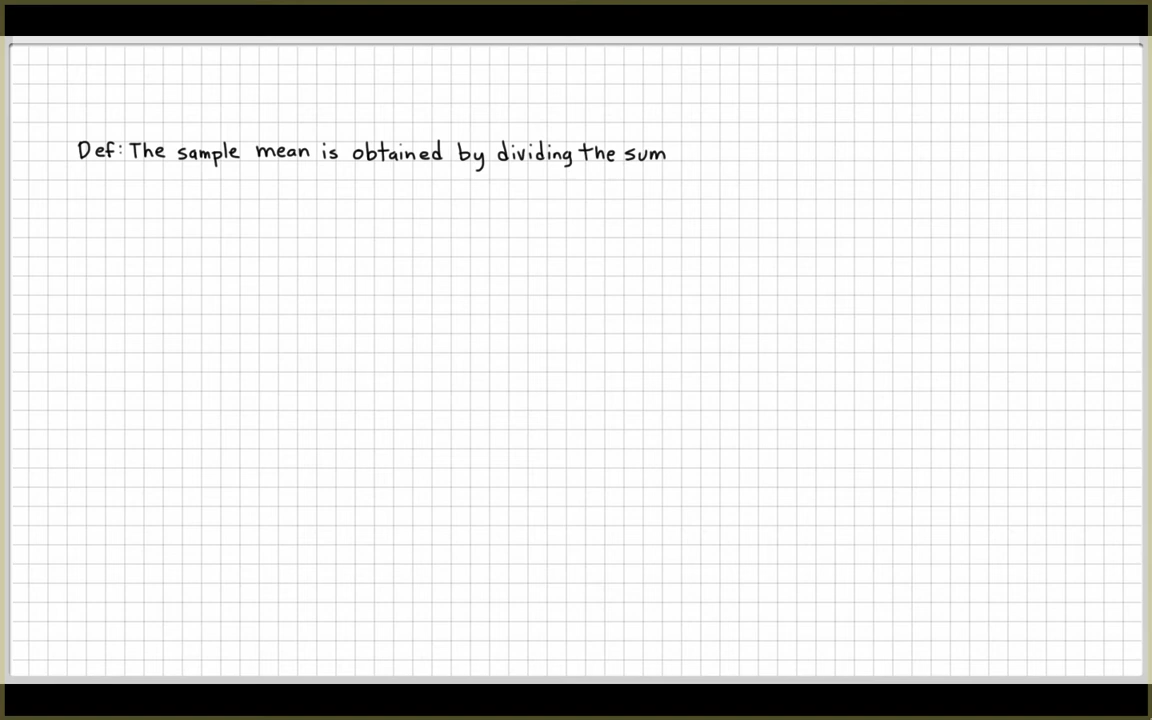 Def: The sample mean is obtained by dividing the sum